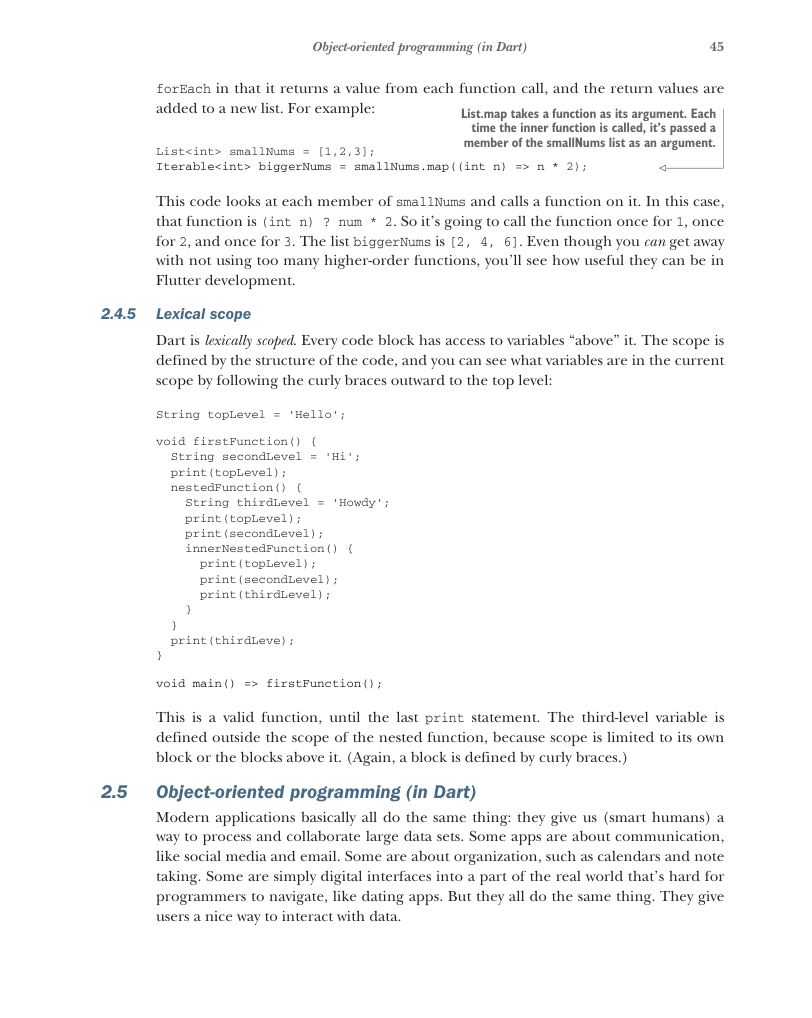 Object-oriented programming (in Dart) 45
forEach in that it returns a value from each function call, and the return values are
added to a new list. For example:
List.map takes a function as its argument. Each
time the inner function is called, it's passed a
member of the smallNums list as an argument.
List<int> smallNums = [1,2,3];
Iterable<int> biggerNums = smallNums.map((int n) => n * 2);
This code looks at each member of smallNums and calls a function on it. In this case,
that function is (int n) ? num * 2. So it's going to call the function once for 1, once
for 2, and once for 3. The list biggerNums is [2, 4, 6]. Even though you can get away
with not using too many higher-order functions, you'll see how useful they can be in
Flutter development.
2.4.5 Lexical scope
Dart is lexically scoped. Every code block has access to variables “above” it. The scope is
defined by the structure of the code, and you can see what variables are in the current
scope by following the curly braces outward to the top level:
String topLevel = 'Hello';
void firstFunction() {
  String secondLevel = 'Hi';
  print(topLevel);
  nestedFunction() {
    String thirdLevel = 'Howdy';
    print(topLevel);
    print(secondLevel);
    innerNestedFunction() {
      print(topLevel);
      print(secondLevel);
      print(thirdLevel);
    }
  }
  print(thirdLeve);
}
void main() => firstFunction();
This is a valid function, until the last print statement. The third-level variable is
defined outside the scope of the nested function, because scope is limited to its own
block or the blocks above it. (Again, a block is defined by curly braces.)
2.5 Object-oriented programming (in Dart)
Modern applications basically all do the same thing: they give us (smart humans) a
way to process and collaborate large data sets. Some apps are about communication,
like social media and email. Some are about organization, such as calendars and note
taking. Some are simply digital interfaces into a part of the real world that's hard for
programmers to navigate, like dating apps. But they all do the same thing. They give
users a nice way to interact with data.